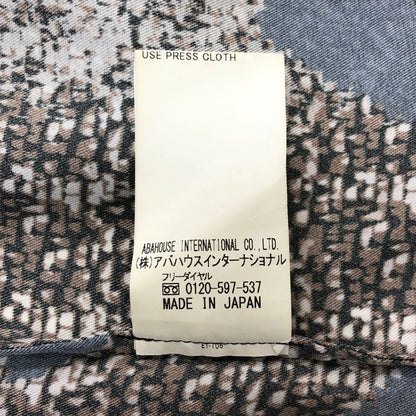 USE PRESS CLOTH
ABAHOUSE INTERNATIONAL CO.,LTD.
(株)アバハウスインターナショナル
フリーダイヤル
0120-597-537
MADE IN JAPAN